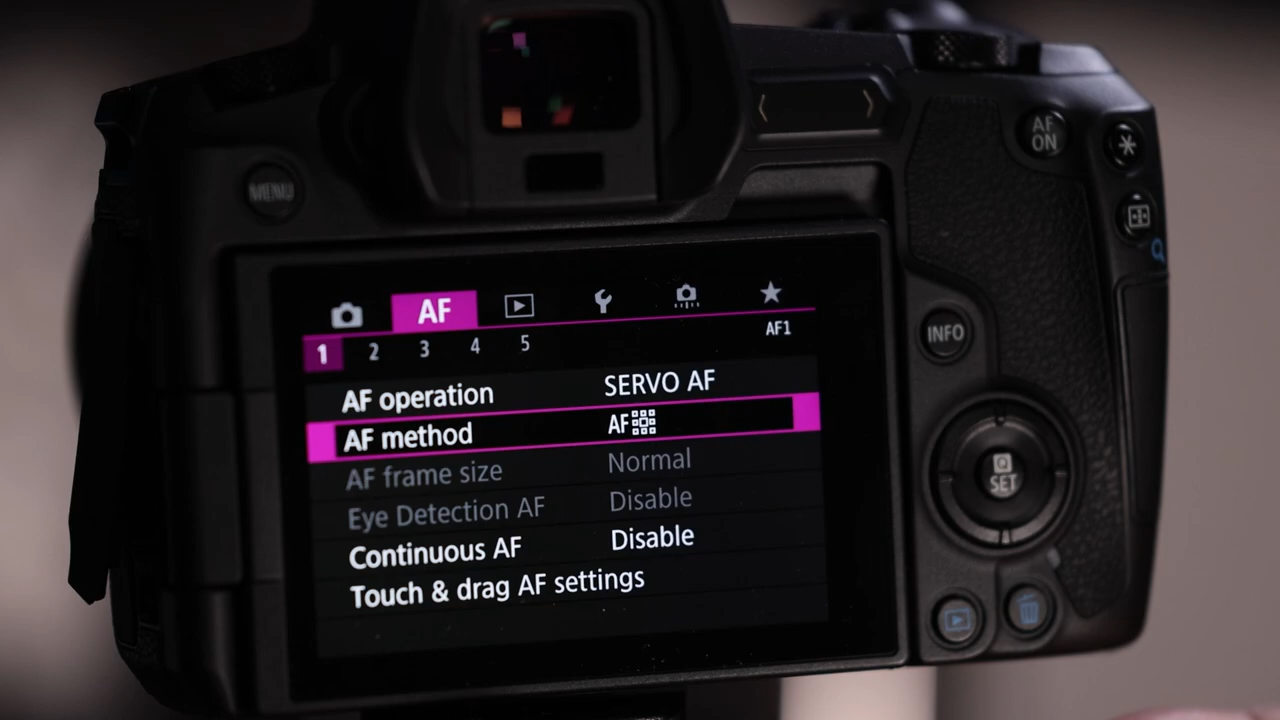 AF
ON
MENU
AF
AF1
1 2 3 4 5
INFO
AF operation SERVO AF
AF method AF
AF frame size Normal
Eye Detection AF Disable
Continuous AF Disable
Touch & drag AF settings
Q
SET